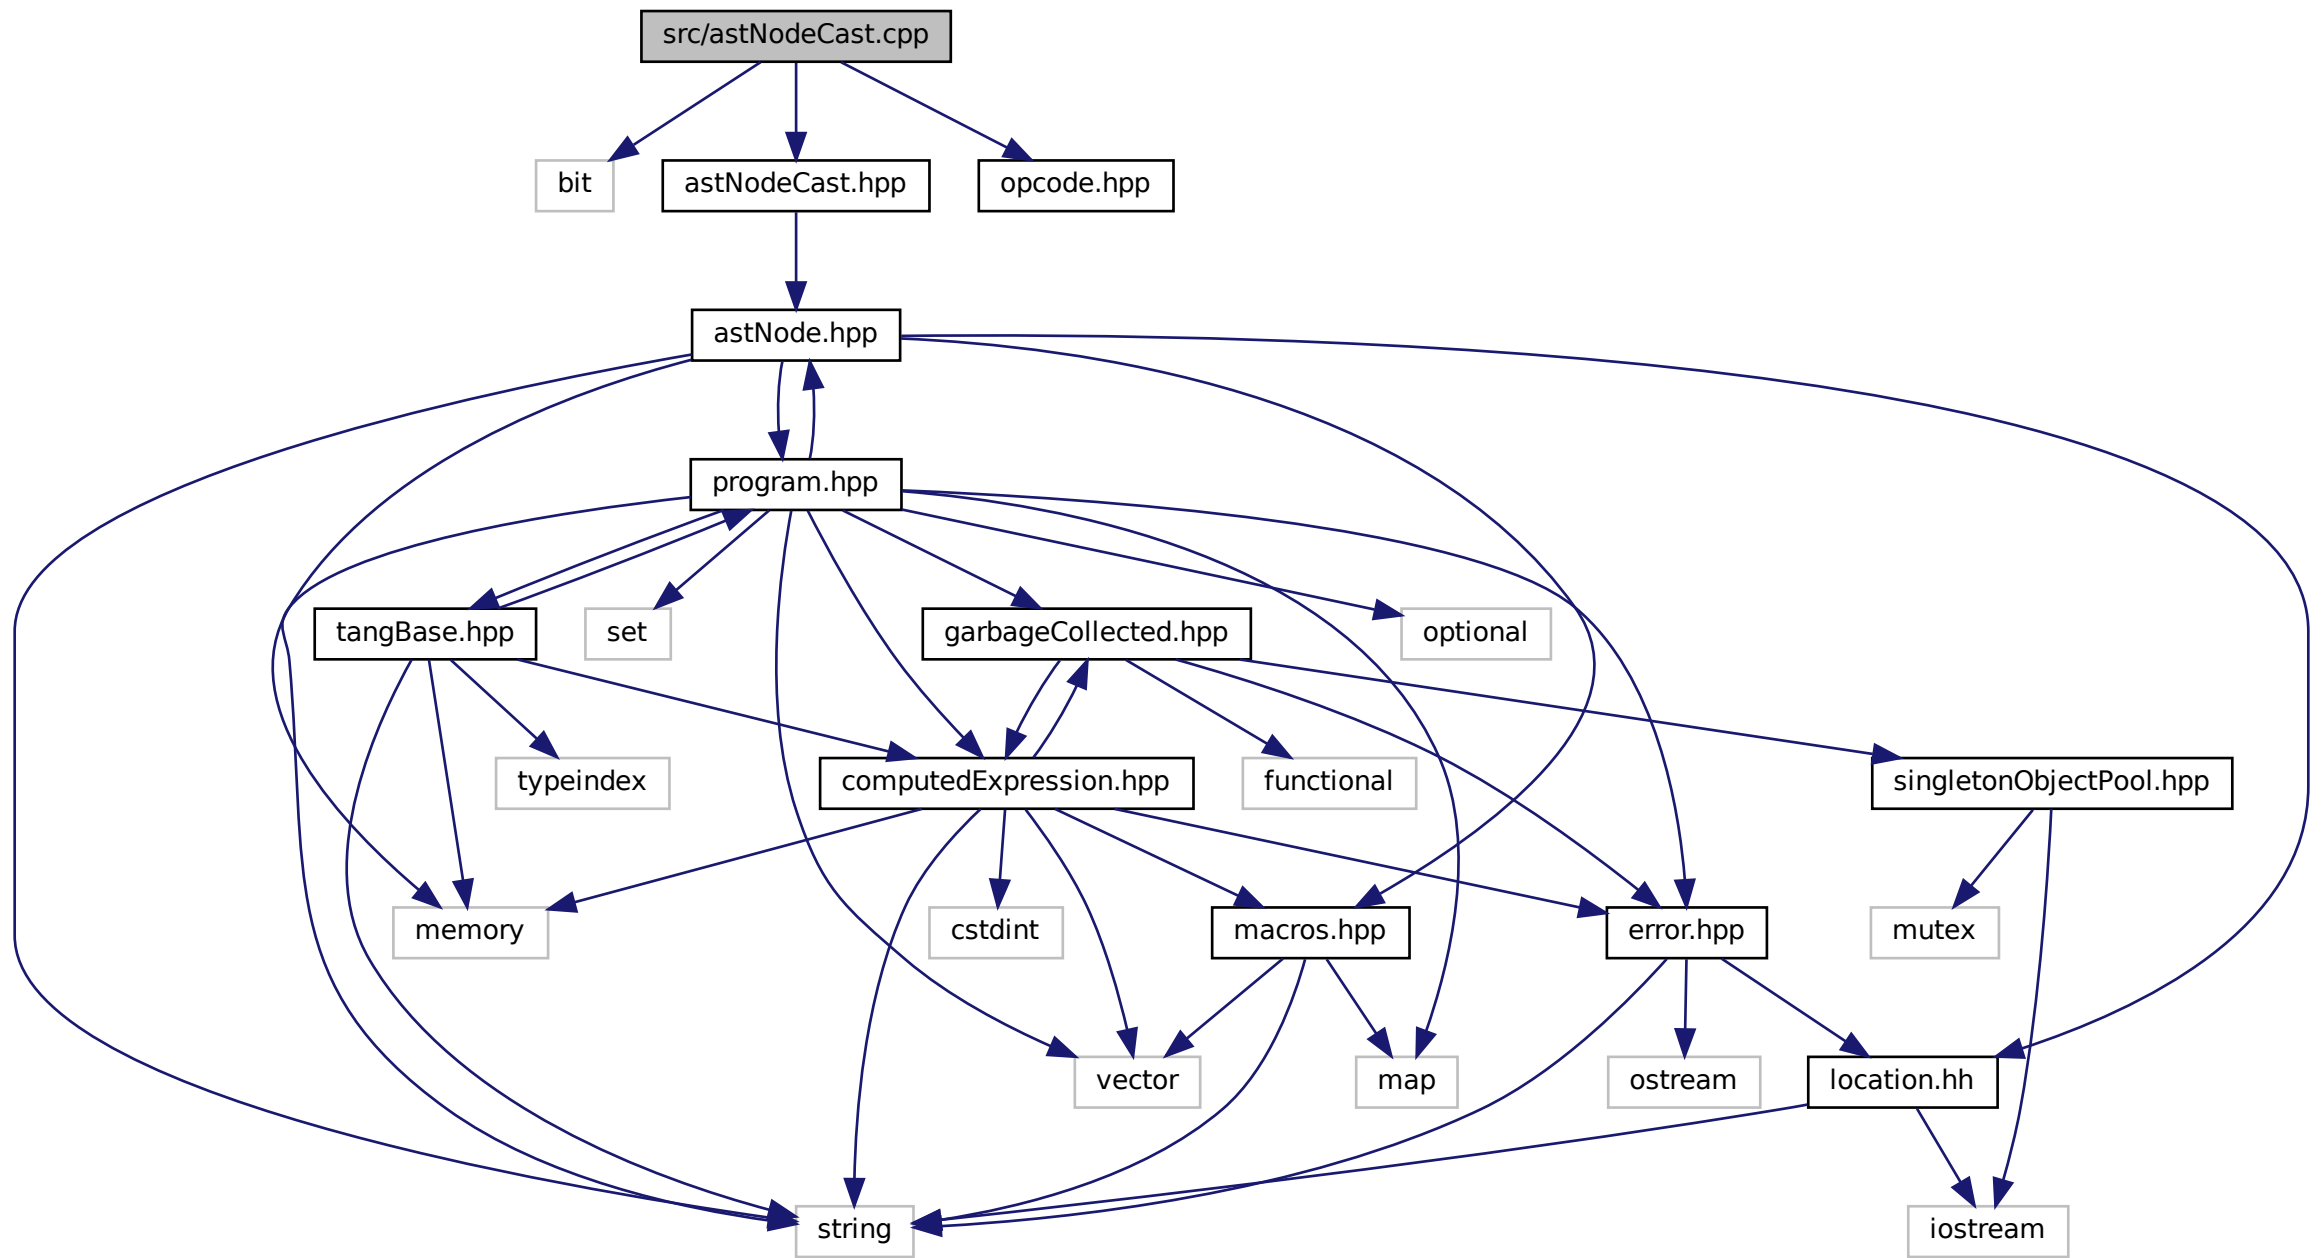 src/astNodeCast.cpp
bit
astNodeCast.hpp
opcode.hpp
astNode.hpp
program.hpp
tangBase.hpp
set
garbageCollected.hpp
optional
typeindex
computedExpression.hpp
functional
singletonObjectPool.hpp
memory
cstdint
macros.hpp
error.hpp
mutex
vector
map
ostream
location.hh
string
iostream